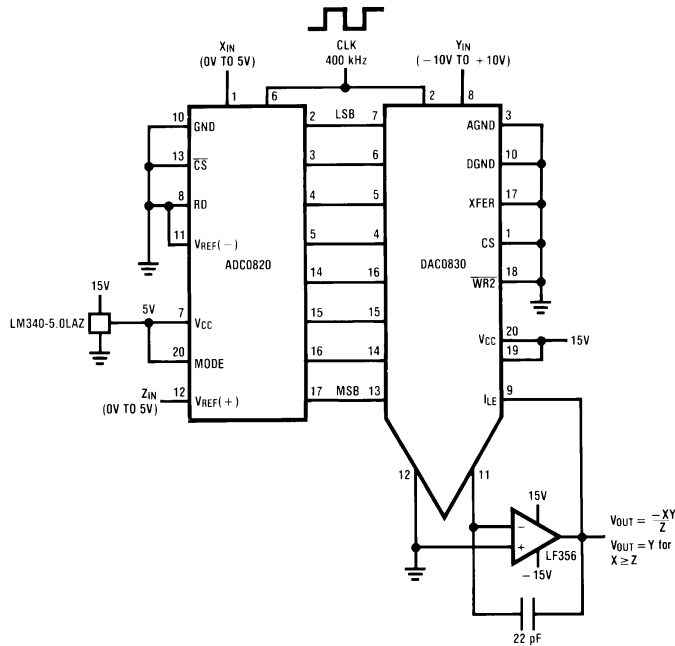 CLK
400 kHz
XIN
(0V TO 5V)
YIN
(−10V TO +10V)
1
6
2
8
10
GND
2
LSB
7
AGND
3
13
CS
3
6
DGND
10
8
RD
4
5
XFER
17
11
VREF(−)
5
4
CS
1
ADC0820
DAC0830
14
16
WR2
18
15V
LM340-5.0LAZ
5V
7
VCC
15
15
VCC
20
19
15V
20
MODE
16
14
ZIN
(0V TO 5V)
12
VREF(+)
17
MSB
13
ILE
9
12
11
15V
−
+
LF356
−15V
VOUT = −XY
Z
VOUT = Y for
X ≥ Z
22 pF